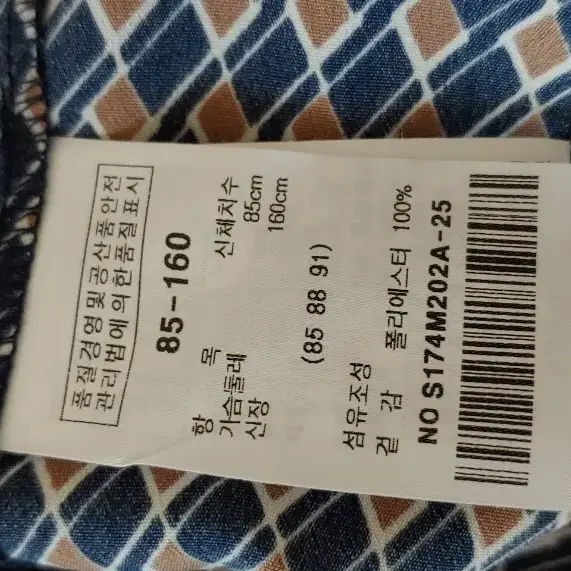 품질경영 및 공산품안전
관리법에 의한 품질표시
85-160
항 목 신체치수
가슴둘레 85cm
신장 160cm
(85 88 91)
섬유조성
겉 감 폴리에스터 100%
NO S174M202A-25